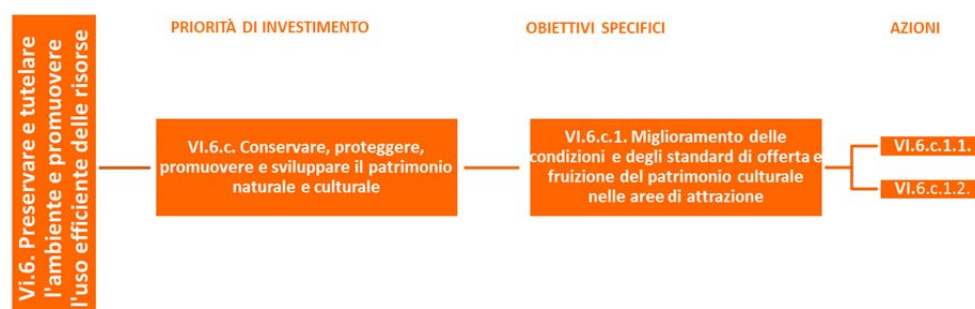 PRIORITÀ DI INVESTIMENTO
OBIETTIVI SPECIFICI
AZIONI
Vi.6. Preservare e tutelare
l'ambiente e promuovere
l'uso efficiente delle risorse
VI.6.c. Conservare, proteggere,
promuovere e sviluppare il patrimonio
naturale e culturale
VI.6.c.1. Miglioramento delle
condizioni e degli standard di offerta e
fruizione del patrimonio culturale
nelle aree di attrazione
VI.6.c.1.1.
VI.6.c.1.2.